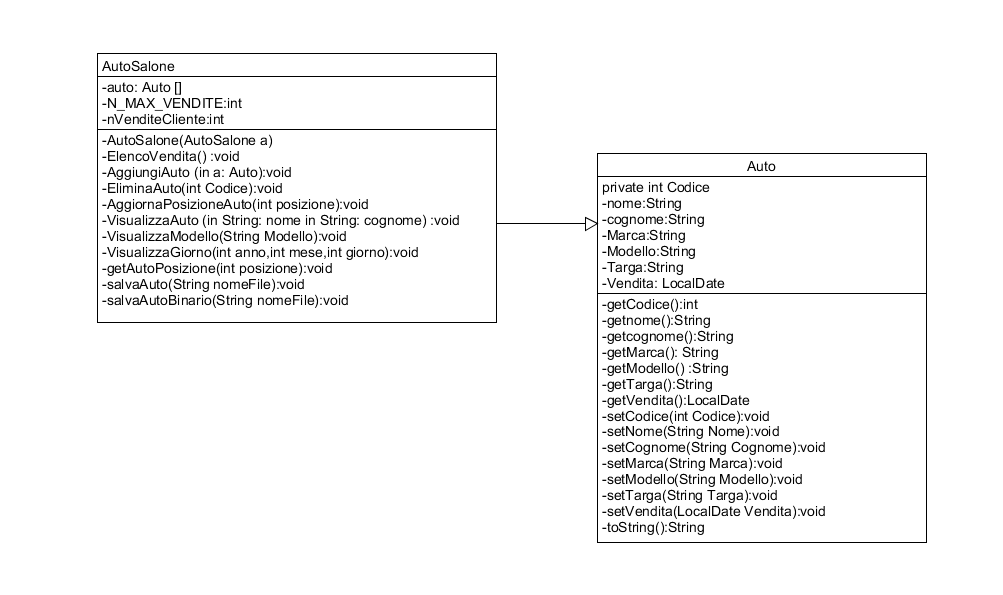 AutoSalone
-auto: Auto []
-N_MAX_VENDITE:int
-nVenditeCliente:int
-AutoSalone(AutoSalone a)
-ElencoVendita() :void
-AggiungiAuto (in a: Auto):void
-EliminaAuto(int Codice):void
-AggiornaPosizioneAuto(int posizione):void
-VisualizzaAuto (in String: nome in String: cognome) :void
-VisualizzaModello(String Modello):void
-VisualizzaGiorno(int anno,int mese,int giorno):void
-getAutoPosizione(int posizione):void
-salvaAuto(String nomeFile):void
-salvaAutoBinario(String nomeFile):void
Auto
private int Codice
-nome:String
-cognome:String
-Marca:String
-Modello:String
-Targa:String
-Vendita: LocalDate
-getCodice():int
-getnome():String
-getcognome():String
-getMarca(): String
-getModello() :String
-getTarga():String
-getVendita():LocalDate
-setCodice(int Codice):void
-setNome(String Nome):void
-setCognome(String Cognome):void
-setMarca(String Marca):void
-setModello(String Modello):void
-setTarga(String Targa):void
-setVendita(LocalDate Vendita):void
-toString():String